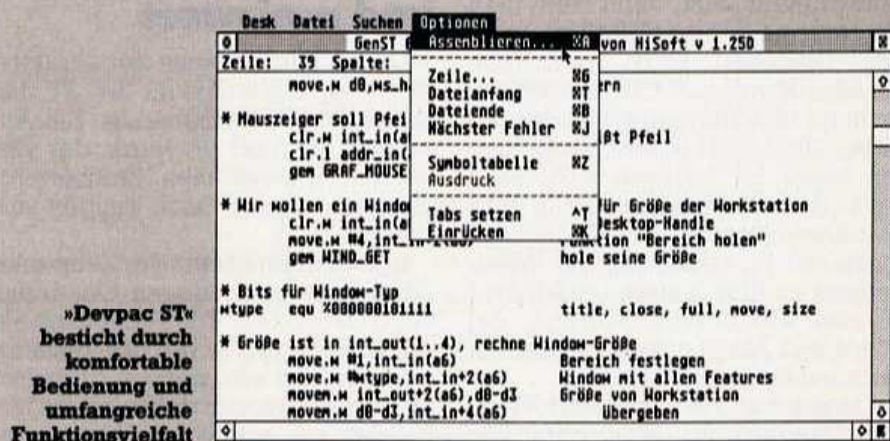 Desk Datei Suchen Optionen
GenST von HiSoft v 1.250
Zeile: 39 Spalte:
Assemblieren... ⌘A
Zeile... ⌘G
Dateianfang ⌘T
Dateiende ⌘B
Nächster Fehler ⌘J
Symboltabelle ⌘Z
Ausdruck
Tabs setzen ^T
Einrücken ⌘K
move.w d0,ws_h ern
* Mauszeiger soll Pfei
clr.w int_in(a ßt Pfeil
clr.l addr_in(
gem GRAF_MOUSE
* Wir wollen ein Window für Größe der Workstation
clr.w int_in(a esktop-Handle
move.w #4,int_in+2(a6) Funktion "Bereich holen"
gem WIND_GET hole seine Größe
* Bits für Window-Typ
wtype equ %000000101111 title, close, full, move, size
* Größe ist in int_out(1..4), rechne Window-Größe
move.w #1,int_in(a6) Bereich festlegen
move.w #wtype,int_in+2(a6) Window mit allen Features
movem.w int_out+2(a6),d0-d3 Größe von Workstation
movem.w d0-d3,int_in+4(a6) übergeben
»Devpac ST«
besticht durch
komfortable
Bedienung und
umfangreiche
Funktionsvielfalt